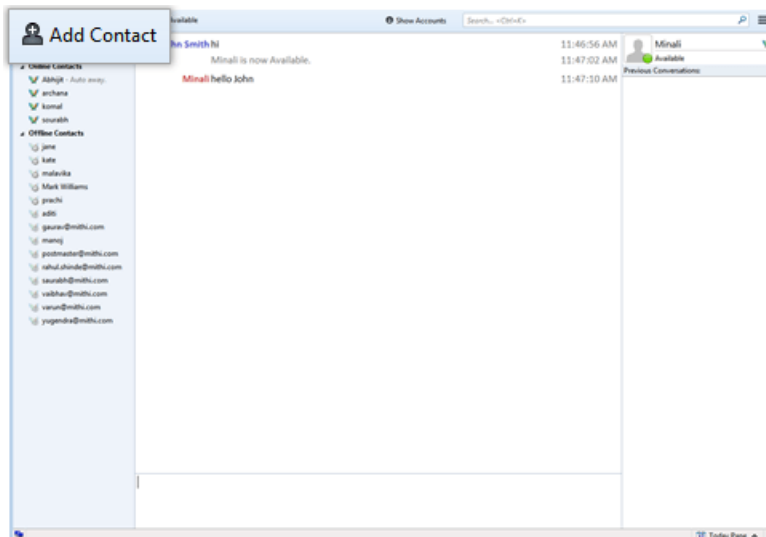 Add Contact
Available
Show Accounts
Search... <Ctrl+K>
hn Smith hi 11:46:56 AM
Minali is now Available. 11:47:02 AM
Minali hello John 11:47:10 AM
Minali
Available
Previous Conversations:
Online Contacts
Abhijit - Auto away.
archana
komal
sourabh
Offline Contacts
jane
kate
malavika
Mark Williams
prachi
aditi
gaurav@mithi.com
manoj
postmaster@mithi.com
rahul.shinde@mithi.com
saurabh@mithi.com
vaibhav@mithi.com
varun@mithi.com
yugendra@mithi.com
Today Pane